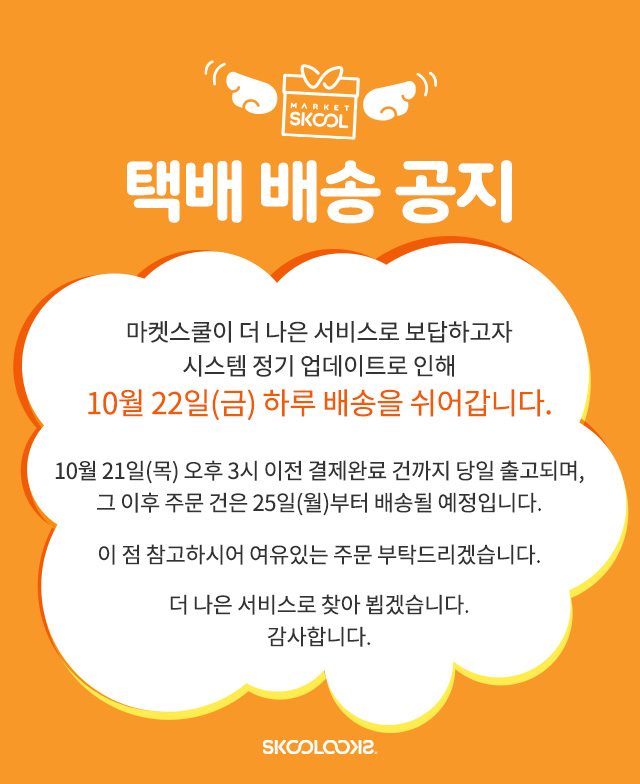 MARKET
SKOOL
택배 배송 공지
마켓스쿨이 더 나은 서비스로 보답하고자
시스템 정기 업데이트로 인해
10월 22일(금) 하루 배송을 쉬어갑니다.
10월 21일(목) 오후 3시 이전 결제완료 건까지 당일 출고되며,
그 이후 주문 건은 25일(월)부터 배송될 예정입니다.
이 점 참고하시어 여유있는 주문 부탁드리겠습니다.
더 나은 서비스로 찾아 뵙겠습니다.
감사합니다.
SKOOLOOKS